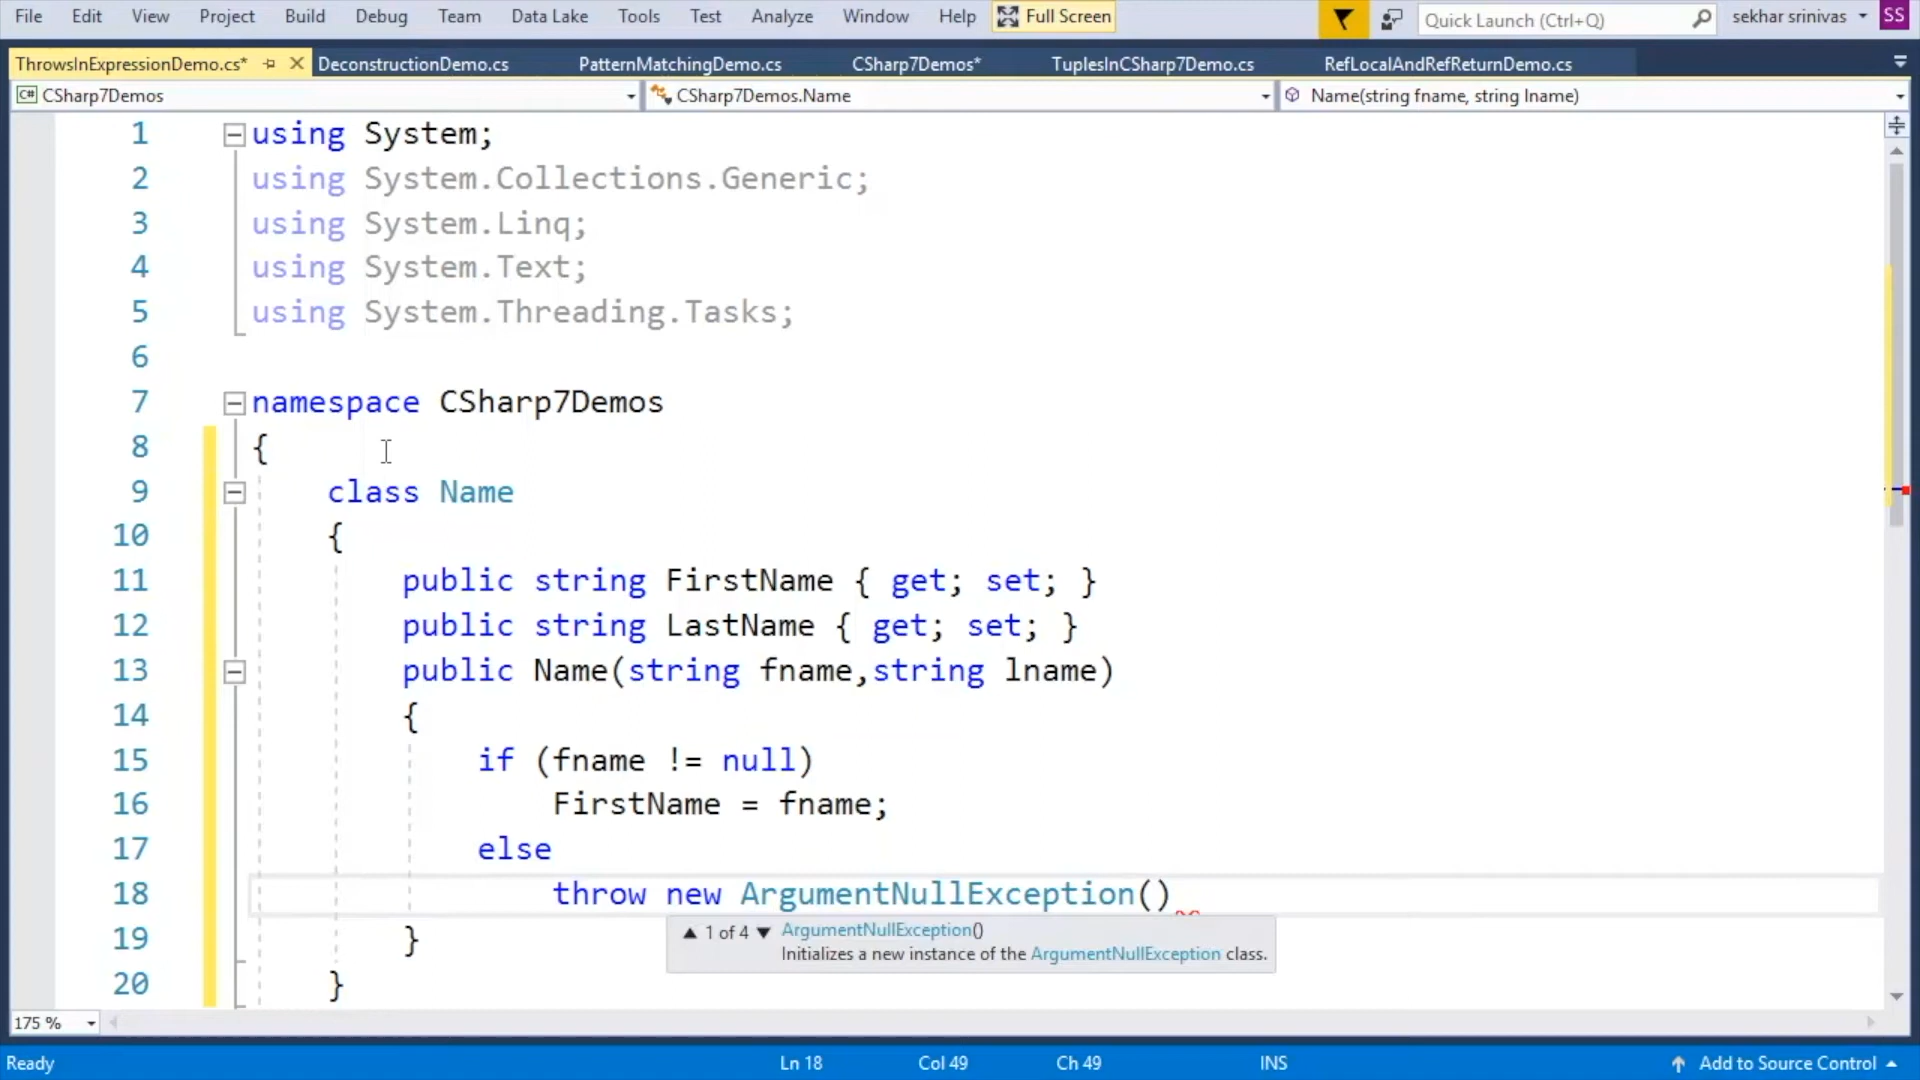 File Edit View Project Build Debug Team Data Lake Tools Test Analyze Window Help Full Screen Quick Launch (Ctrl+Q) sekhar srinivas SS
ThrowsInExpressionDemo.cs* DeconstructionDemo.cs PatternMatchingDemo.cs CSharp7Demos* TuplesInCSharp7Demo.cs RefLocalAndRefReturnDemo.cs
C# CSharp7Demos CSharp7Demos.Name Name(string fname, string lname)
1 using System;
2 using System.Collections.Generic;
3 using System.Linq;
4 using System.Text;
5 using System.Threading.Tasks;
6
7 namespace CSharp7Demos
8 {
9 class Name
10 {
11 public string FirstName { get; set; }
12 public string LastName { get; set; }
13 public Name(string fname,string lname)
14 {
15 if (fname != null)
16 FirstName = fname;
17 else
18 throw new ArgumentNullException()
19 }
1 of 4 ArgumentNullException()
Initializes a new instance of the ArgumentNullException class.
20 }
175 %
Ready Ln 18 Col 49 Ch 49 INS Add to Source Control